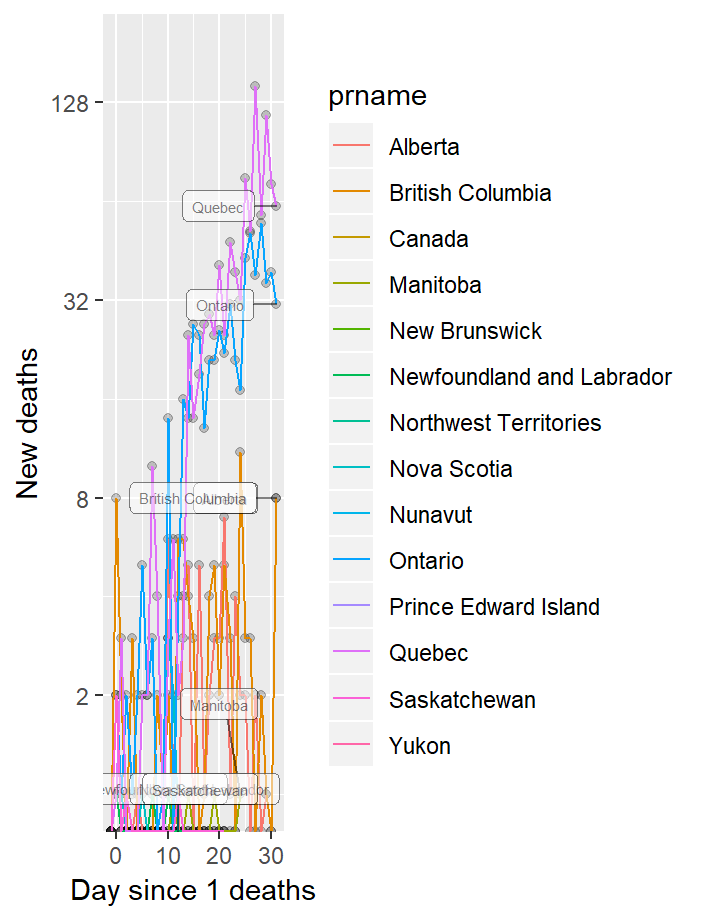 128
32
8
2
0 10 20 30
New deaths
Day since 1 deaths
Quebec
Ontario
British Columbia
Manitoba
Saskatchewan
prname
Alberta
British Columbia
Canada
Manitoba
New Brunswick
Newfoundland and Labrador
Northwest Territories
Nova Scotia
Nunavut
Ontario
Prince Edward Island
Quebec
Saskatchewan
Yukon